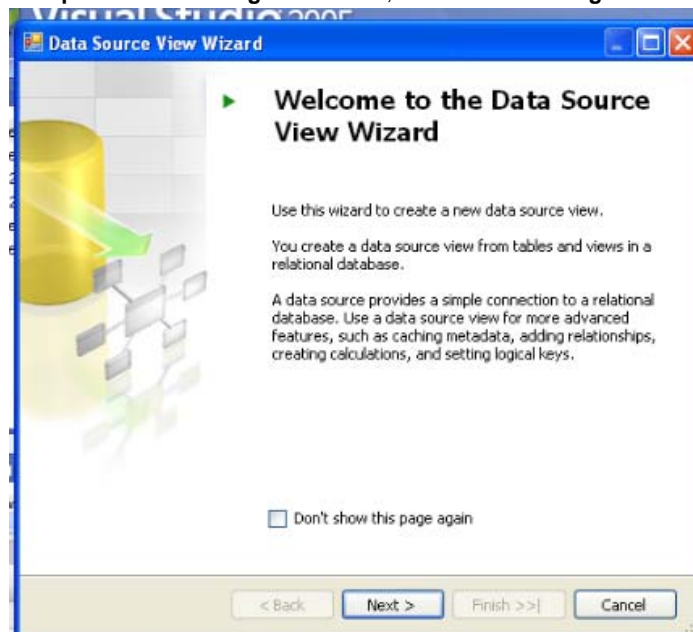 Visual Studio 2005
Data Source View Wizard
Welcome to the Data Source
View Wizard
Use this wizard to create a new data source view.
You create a data source view from tables and views in a
relational database.
A data source provides a simple connection to a relational
database. Use a data source view for more advanced
features, such as caching metadata, adding relationships,
creating calculations, and setting logical keys.
Don't show this page again
< Back Next > Finish >>| Cancel